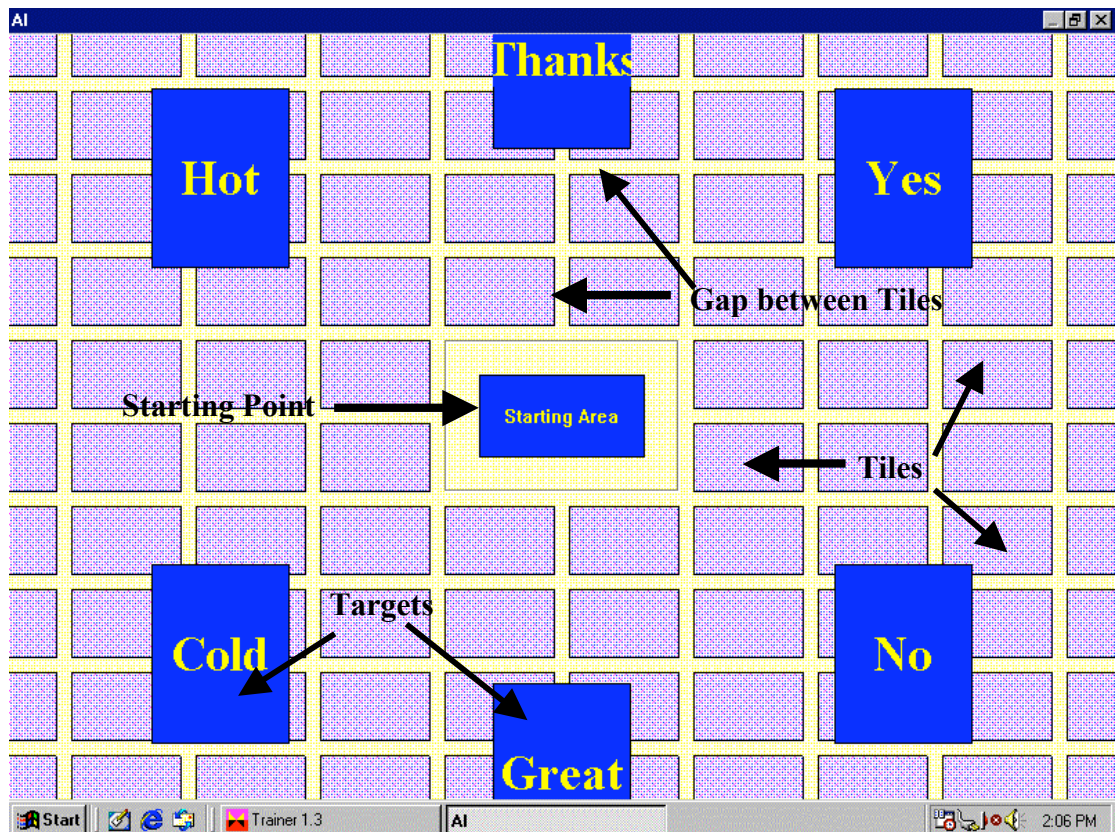 AI
Thanks
Hot
Yes
Gap between Tiles
Starting Point
Starting Area
Tiles
Targets
Cold
No
Great
Start
Trainer 1.3
AI
2:06 PM